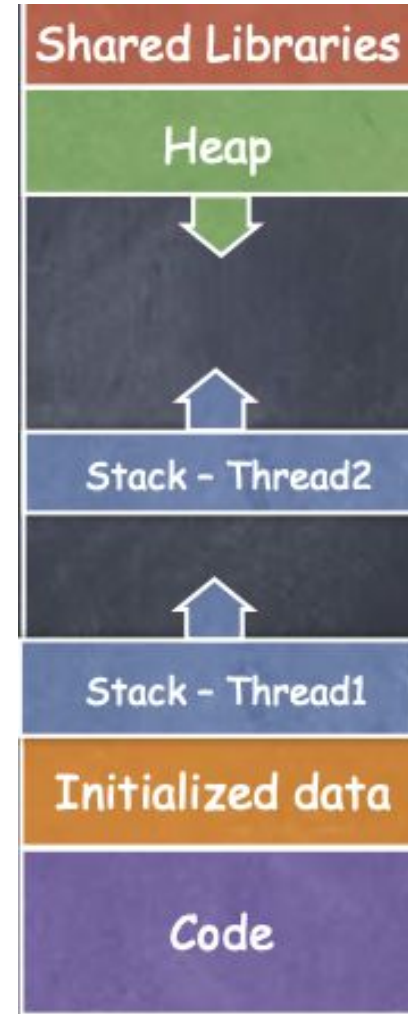 Shared Libraries
Heap
Stack - Thread2
Stack - Thread1
Initialized data
Code